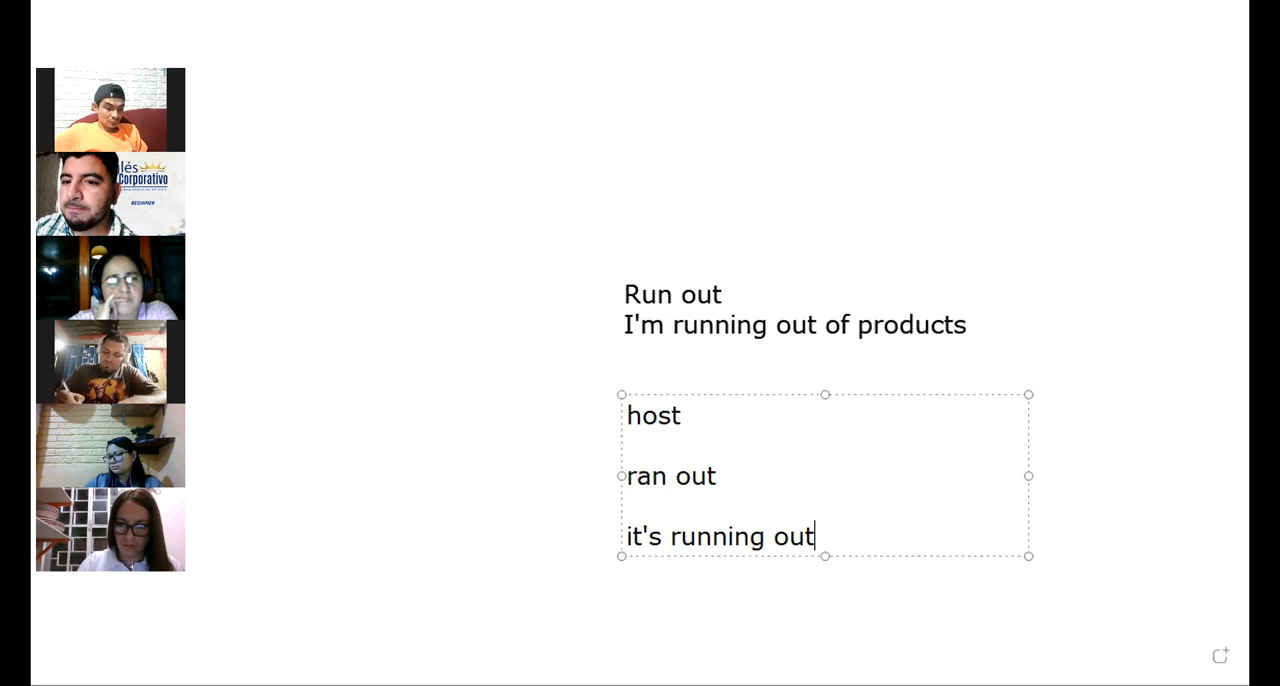 lés
Corporativo
BEGINNER
Run out
I'm running out of products
host
ran out
it's running out